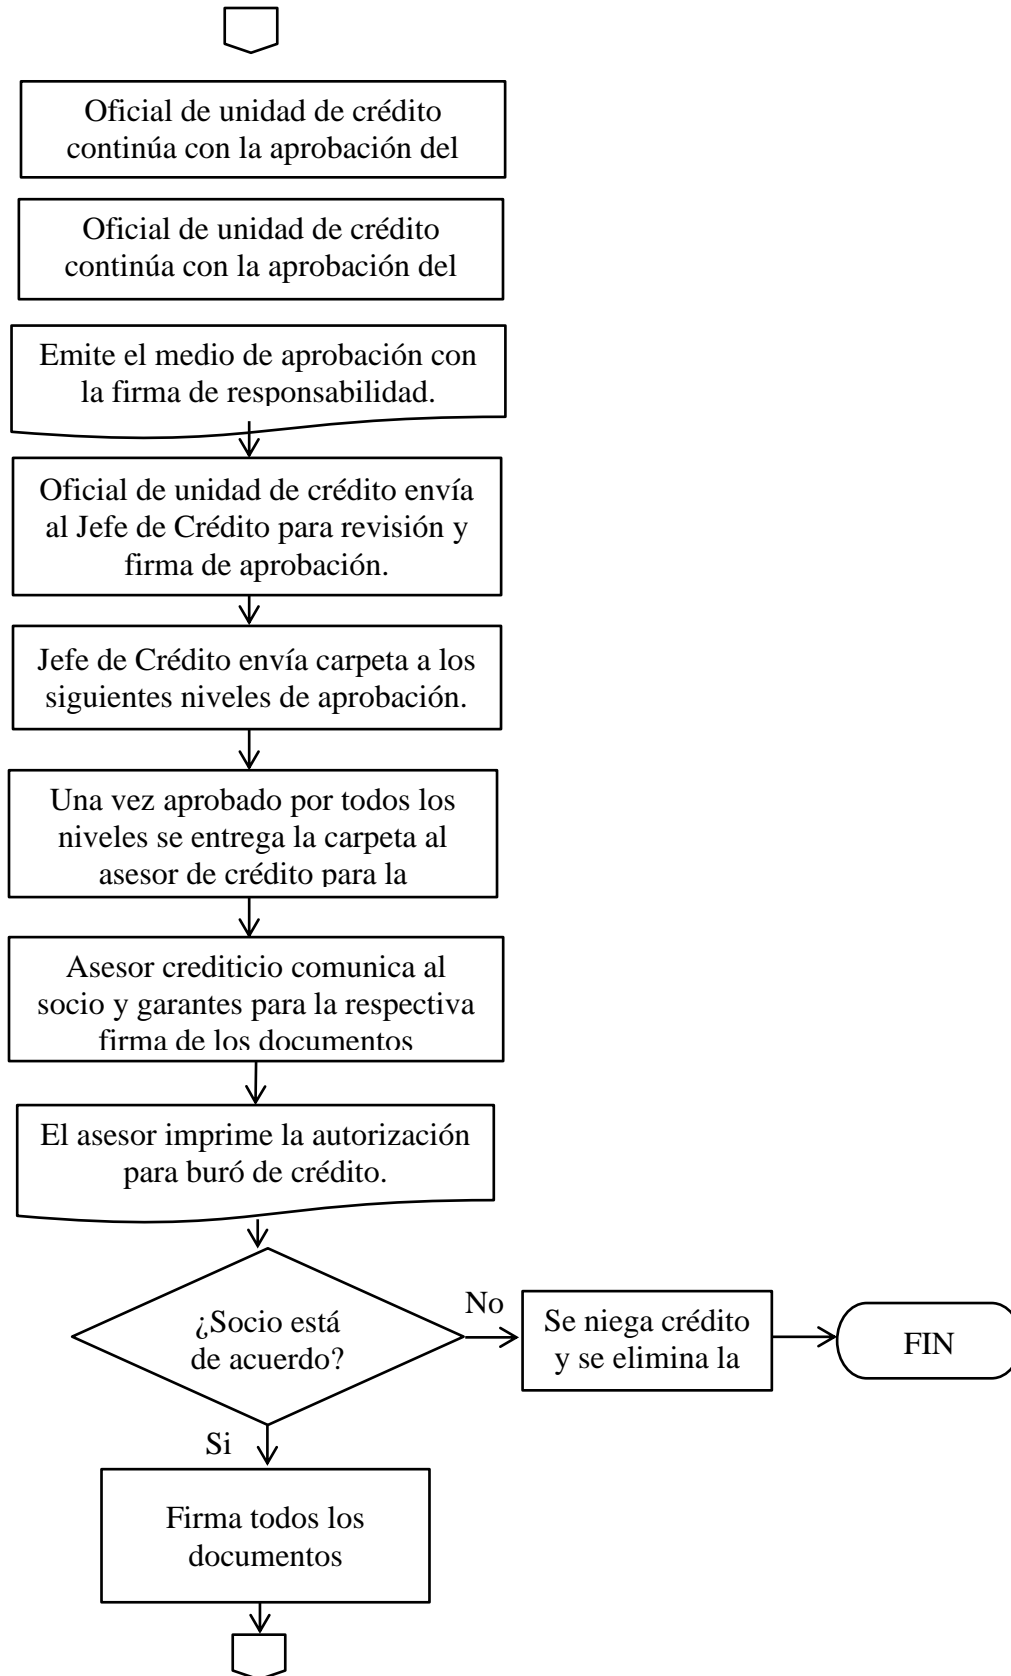 Oficial de unidad de crédito
continúa con la aprobación del
Oficial de unidad de crédito
continúa con la aprobación del
Emite el medio de aprobación con
la firma de responsabilidad.
Oficial de unidad de crédito envía
al Jefe de Crédito para revisión y
firma de aprobación.
Jefe de Crédito envía carpeta a los
siguientes niveles de aprobación.
Una vez aprobado por todos los
niveles se entrega la carpeta al
asesor de crédito para la
Asesor crediticio comunica al
socio y garantes para la respectiva
firma de los documentos
El asesor imprime la autorización
para buró de crédito.
¿Socio está
de acuerdo?
No
Se niega crédito
y se elimina la
FIN
Si
Firma todos los
documentos